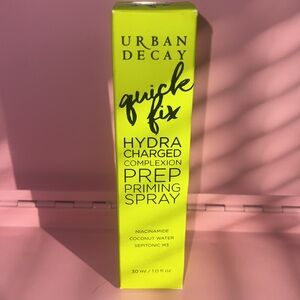 URBAN
DECAY
quick
fix
HYDRA
CHARGED
COMPLEXION
PREP
PRIMING
SPRAY
NIACINAMIDE
COCONUT WATER
SEPITONIC M3
30 ml / 1.0 fl oz